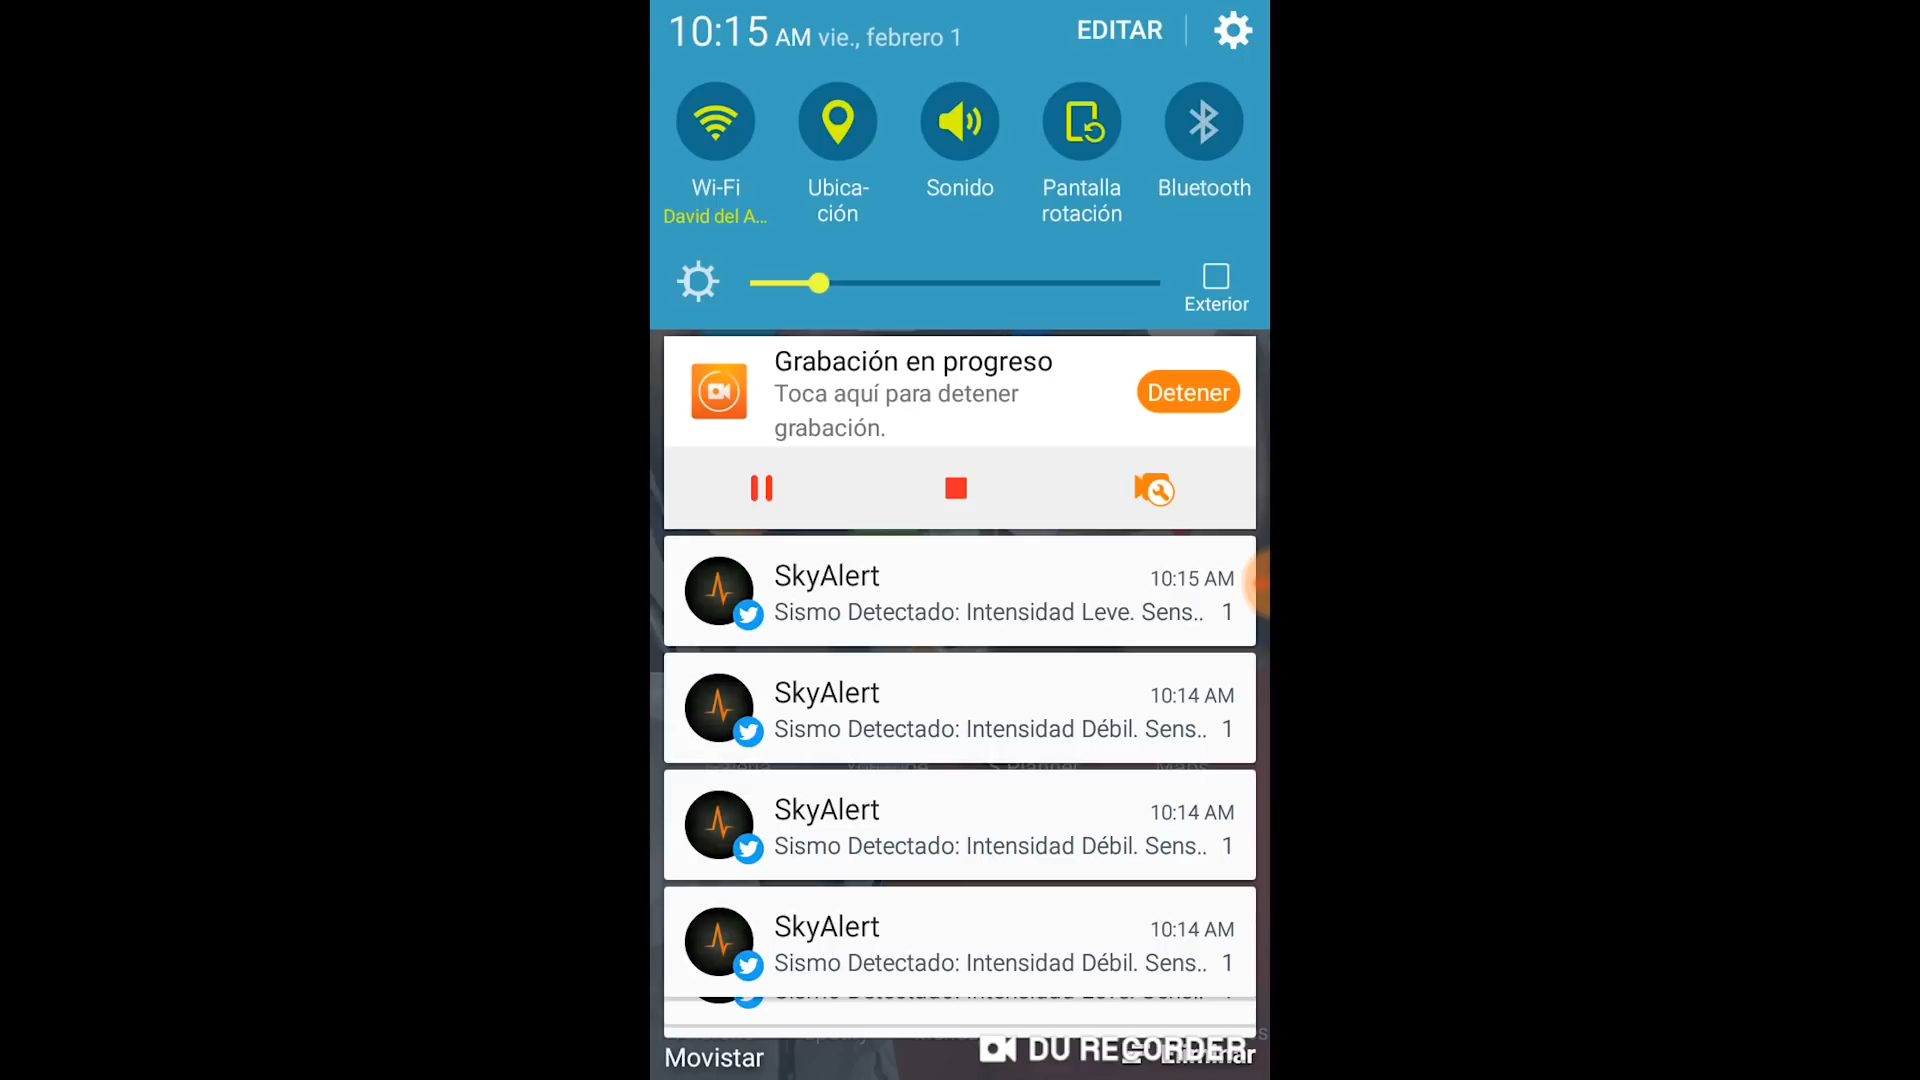 10:15 AM vie., febrero 1 EDITAR
Wi-Fi
David del A...
Ubica-
ción
Sonido
Pantalla
rotación
Bluetooth
Exterior
Grabación en progreso
Toca aquí para detener
grabación.
Detener
SkyAlert 10:15 AM
Sismo Detectado: Intensidad Leve. Sens.. 1
SkyAlert 10:14 AM
Sismo Detectado: Intensidad Débil. Sens.. 1
SkyAlert 10:14 AM
Sismo Detectado: Intensidad Débil. Sens.. 1
SkyAlert 10:14 AM
Sismo Detectado: Intensidad Débil. Sens.. 1
Movistar
DU RECORDER
Eliminar